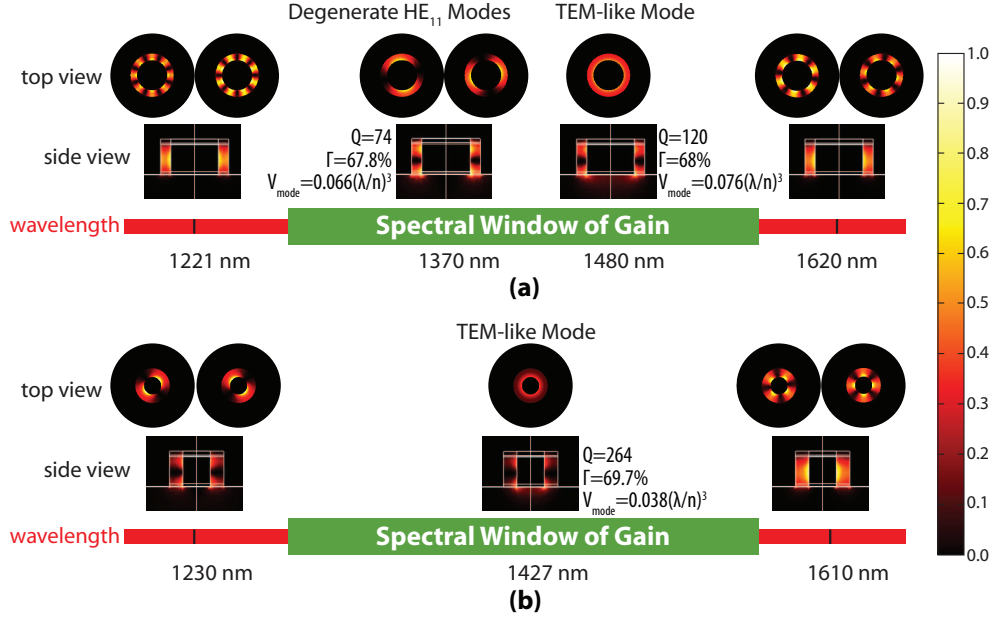 Degenerate HE11 Modes
TEM-like Mode
top view
side view
Q=74
Γ=67.8%
Vmode=0.066(λ/n)³
Q=120
Γ=68%
Vmode=0.076(λ/n)³
wavelength
Spectral Window of Gain
1221 nm
1370 nm
1480 nm
1620 nm
(a)
TEM-like Mode
top view
side view
Q=264
Γ=69.7%
Vmode=0.038(λ/n)³
wavelength
Spectral Window of Gain
1230 nm
1427 nm
1610 nm
(b)
1.0
0.9
0.8
0.7
0.6
0.5
0.4
0.3
0.2
0.1
0.0